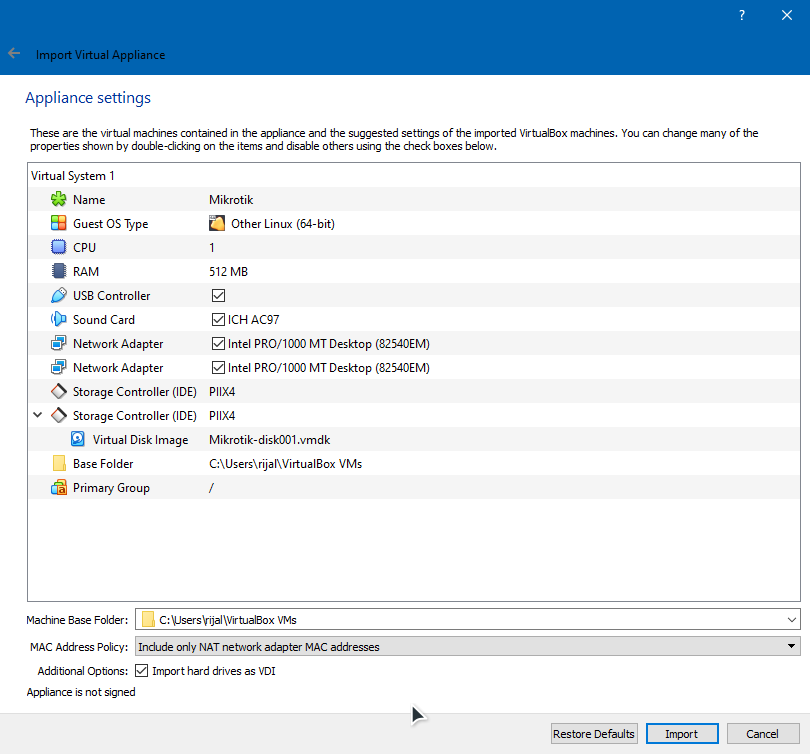 ?
Import Virtual Appliance
Appliance settings
These are the virtual machines contained in the appliance and the suggested settings of the imported VirtualBox machines. You can change many of the
properties shown by double-clicking on the items and disable others using the check boxes below.
Virtual System 1
Name Mikrotik
Guest OS Type Other Linux (64-bit)
CPU 1
RAM 512 MB
USB Controller
Sound Card ICH AC97
Network Adapter Intel PRO/1000 MT Desktop (82540EM)
Network Adapter Intel PRO/1000 MT Desktop (82540EM)
Storage Controller (IDE) PIIX4
Storage Controller (IDE) PIIX4
Virtual Disk Image Mikrotik-disk001.vmdk
Base Folder C:\Users\rijal\VirtualBox VMs
Primary Group /
Machine Base Folder: C:\Users\rijal\VirtualBox VMs
MAC Address Policy: Include only NAT network adapter MAC addresses
Additional Options: Import hard drives as VDI
Appliance is not signed
Restore Defaults Import Cancel